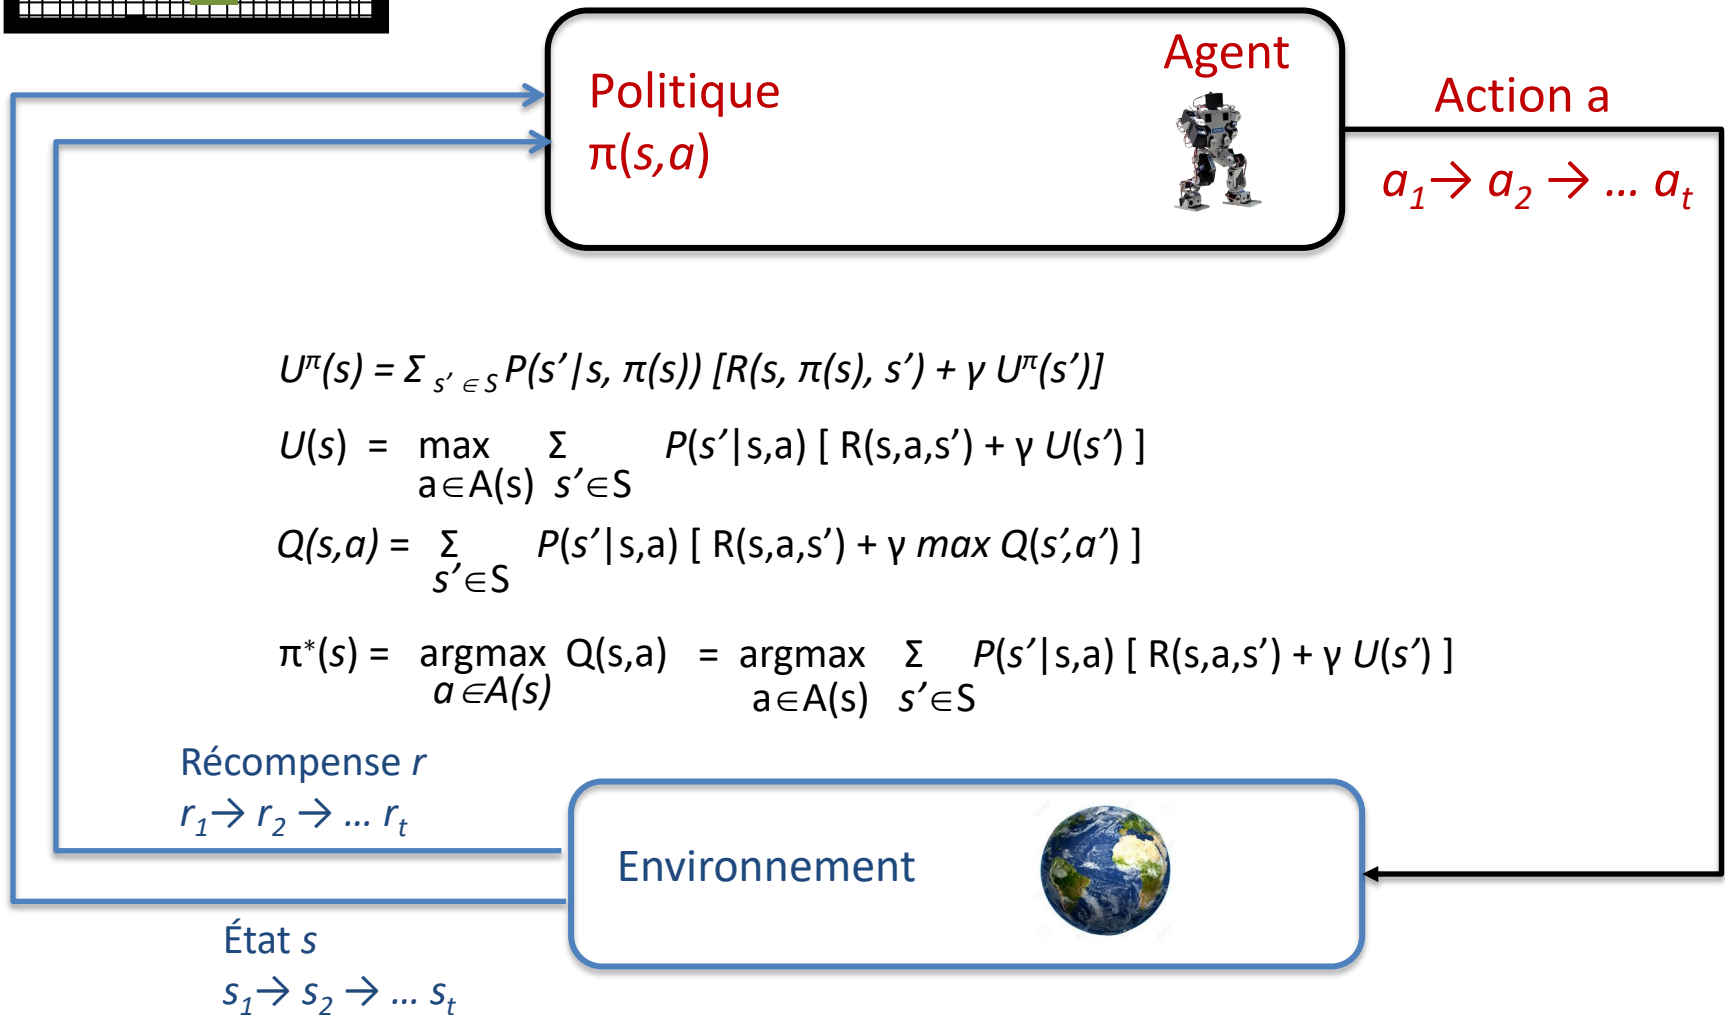 Agent
Politique
π(s,a)
Action a
a1→ a2 → … at
Uπ(s) = Σ s’ ∈ S P(s’|s, π(s)) [R(s, π(s), s’) + γ Uπ(s’)]
U(s) = max Σ P(s’|s,a) [ R(s,a,s’) + γ U(s’) ]
a∈A(s) s’∈S
Q(s,a) = Σ P(s’|s,a) [ R(s,a,s’) + γ max Q(s’,a’) ]
s’∈S
π*(s) = argmax Q(s,a) = argmax Σ P(s’|s,a) [ R(s,a,s’) + γ U(s’) ]
a∈A(s) a∈A(s) s’∈S
Récompense r
r1→ r2 → … rt
Environnement
État s
s1→ s2 → … st